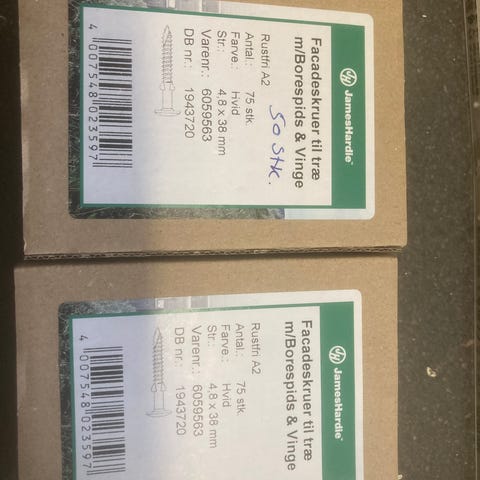 JamesHardie™
Facadeskruer til træ
m/Borespids & Vinge
50 stk.
Rustfri A2
Antal.: 75 stk.
Farve.: Hvid
Str.: 4,8 x 38 mm
Varenr.: 6059563
DB nr.: 1943720
4 007548 023597
JamesHardie™
Facadeskruer til træ
m/Borespids & Vinge
Rustfri A2
Antal.: 75 stk.
Farve.: Hvid
Str.: 4,8 x 38 mm
Varenr.: 6059563
DB nr.: 1943720
4 007548 023597